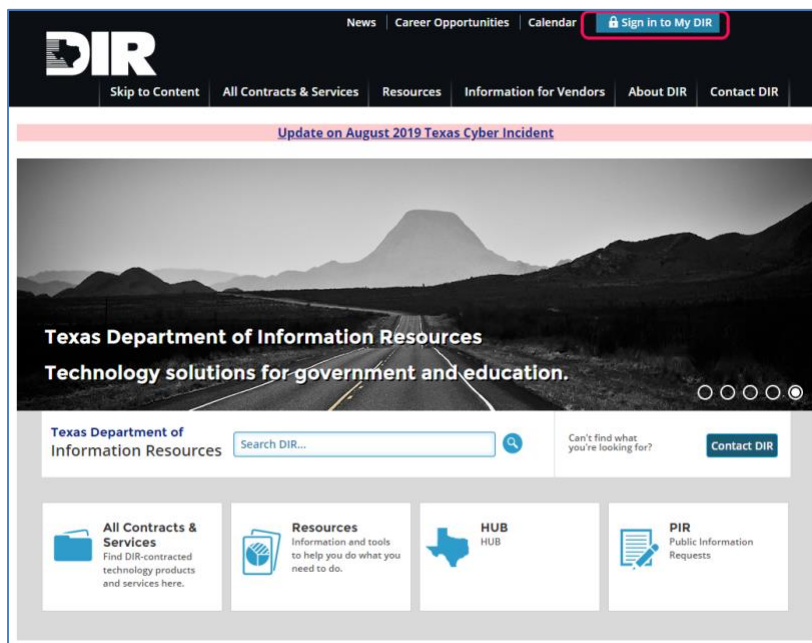 News Career Opportunities Calendar Sign in to My DIR
DIR
Skip to Content All Contracts & Services Resources Information for Vendors About DIR Contact DIR
Update on August 2019 Texas Cyber Incident
Texas Department of Information Resources
Technology solutions for government and education.
Texas Department of
Information Resources
Search DIR...
Can't find what
you're looking for?
Contact DIR
All Contracts &
Services
Find DIR-contracted
technology products
and services here.
Resources
Information and tools
to help you do what you
need to do.
HUB
HUB
PIR
Public Information
Requests